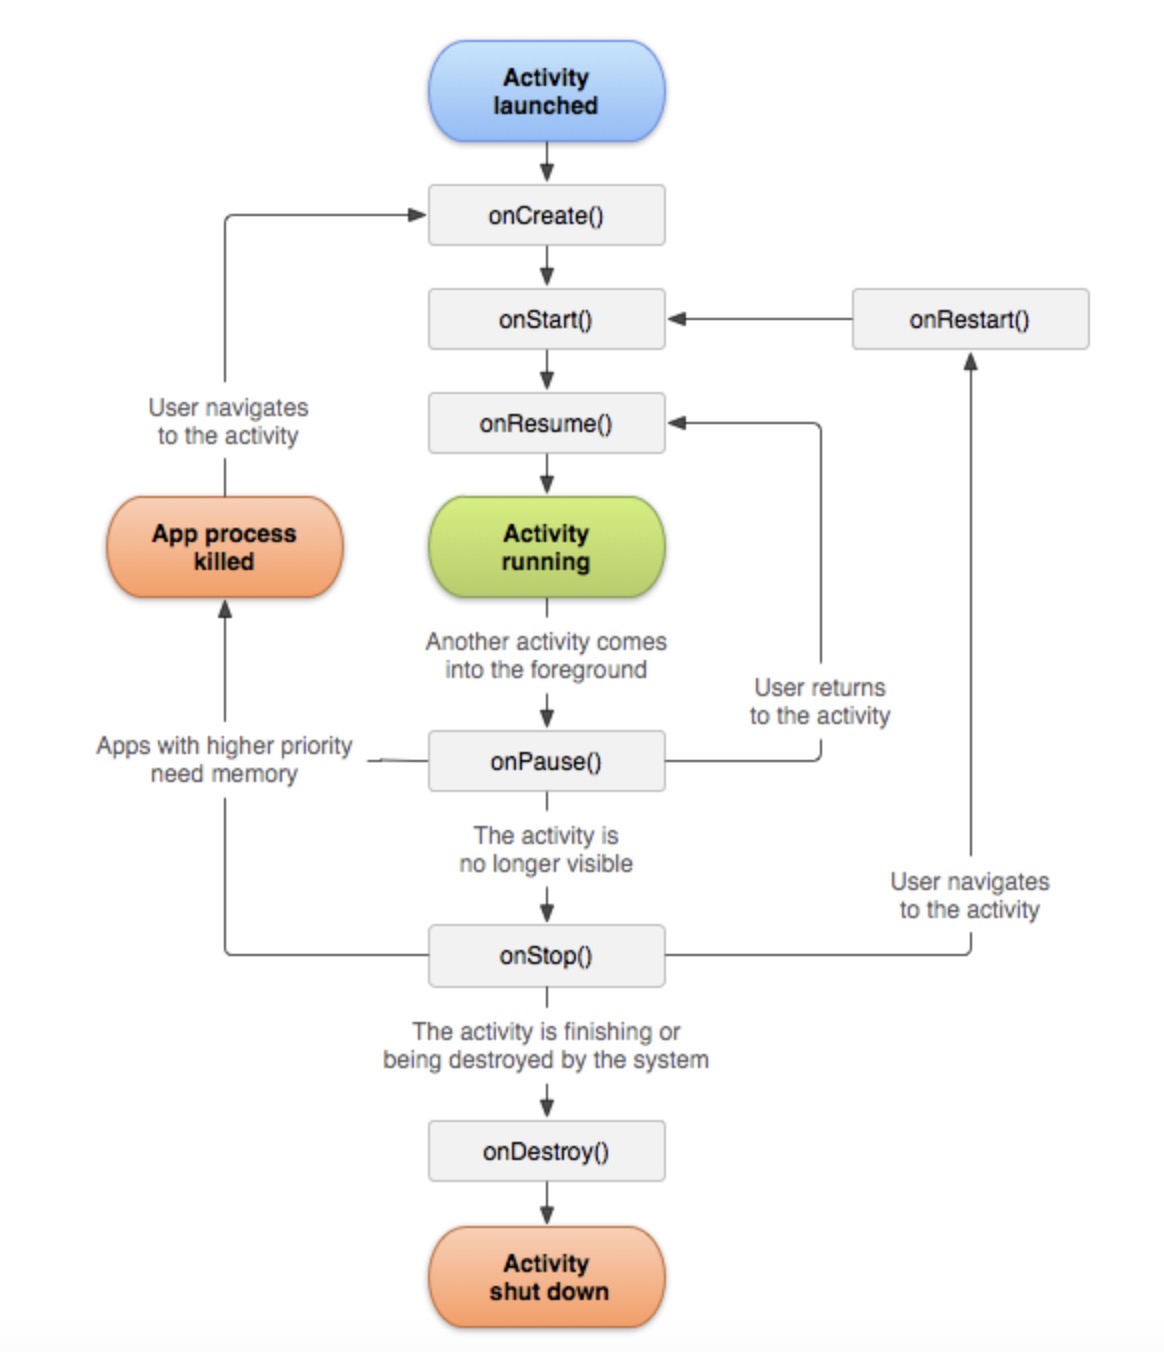 Activity
launched
onCreate()
onStart()
onRestart()
onResume()
User navigates
to the activity
App process
killed
Activity
running
Another activity comes
into the foreground
User returns
to the activity
Apps with higher priority
need memory
onPause()
The activity is
no longer visible
User navigates
to the activity
onStop()
The activity is finishing or
being destroyed by the system
onDestroy()
Activity
shut down